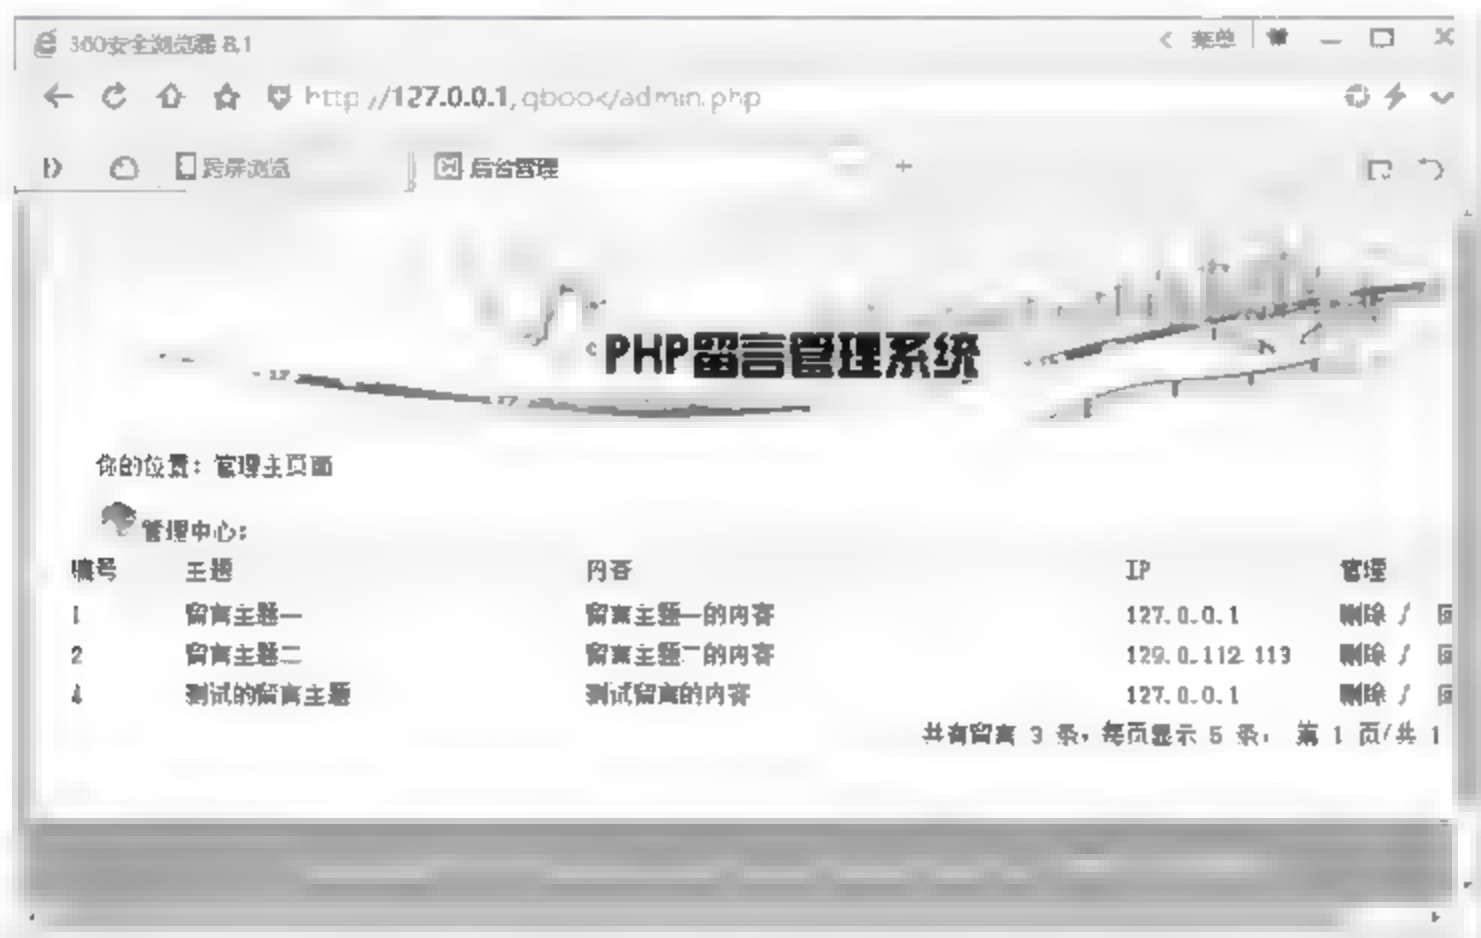 360安全浏览器 8.1
菜单
http://127.0.0.1/gbook/admin.php
跨屏浏览
后台管理
PHP留言管理系统
你的位置：管理主页面
管理中心：
编号 主题 内容 IP 管理
1 留言主题一 留言主题一的内容 127.0.0.1 删除 /
2 留言主题二 留言主题二的内容 129.0.112.113 删除 /
4 测试的留言主题 测试留言的内容 127.0.0.1 删除 /
共有留言 3 条，每页显示 5 条， 第 1 页/共 1